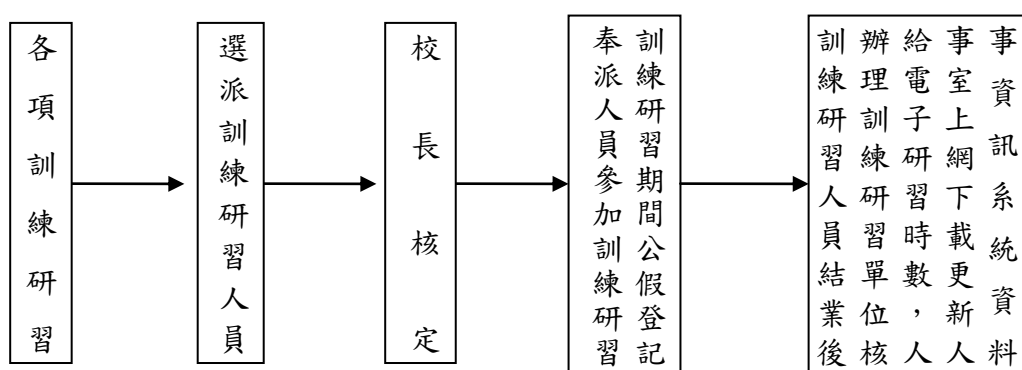 各項訓練研習
選派訓練研習人員
校長核定
奉派人員參加訓練研習
訓練研習期間公假登記
訓練研習人員結業後
辦理訓練研習單位核
給電子研習時數，人
事室上網下載更新人
事資訊系統資料